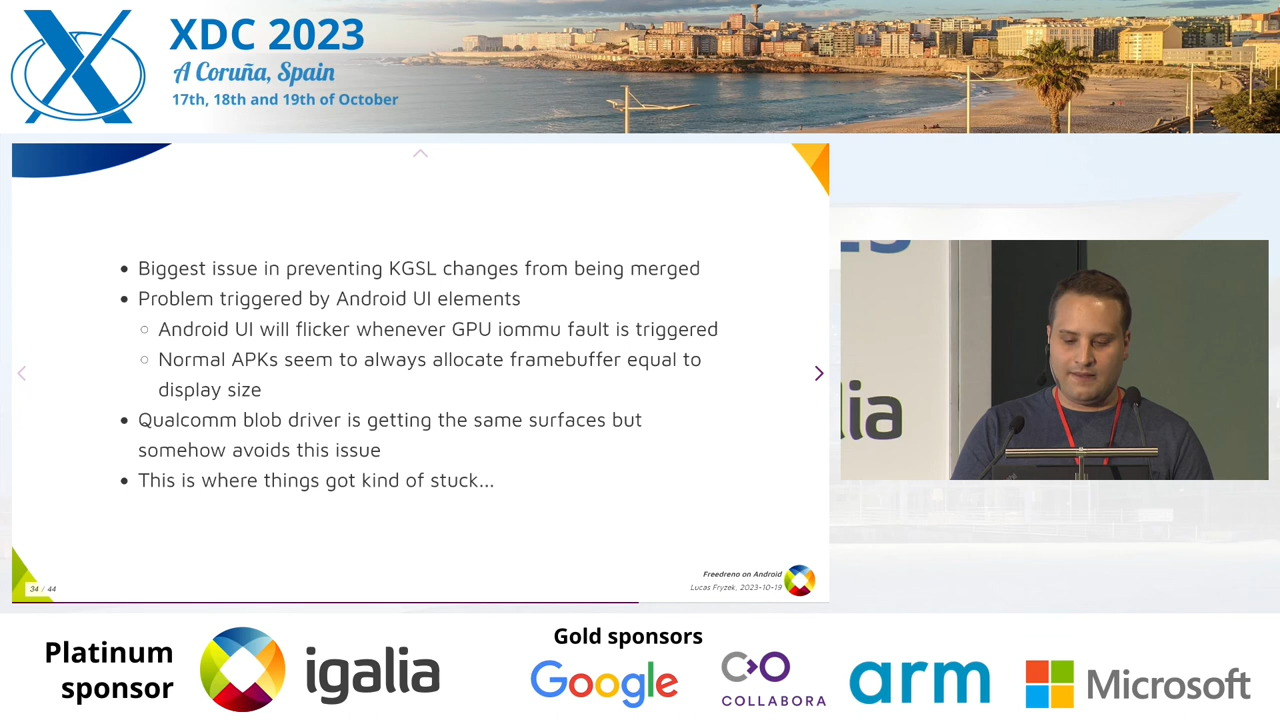 XDC 2023
A Coruña, Spain
17th, 18th and 19th of October
Biggest issue in preventing KGSL changes from being merged
Problem triggered by Android UI elements
Android UI will flicker whenever GPU iommu fault is triggered
Normal APKs seem to always allocate framebuffer equal to
display size
Qualcomm blob driver is getting the same surfaces but
somehow avoids this issue
This is where things got kind of stuck...
34 / 44
Freedreno on Android
Lucas Fryzek, 2023-10-19
lia
Platinum
sponsor
igalia
Gold sponsors
Google
COLLABORA
arm
Microsoft